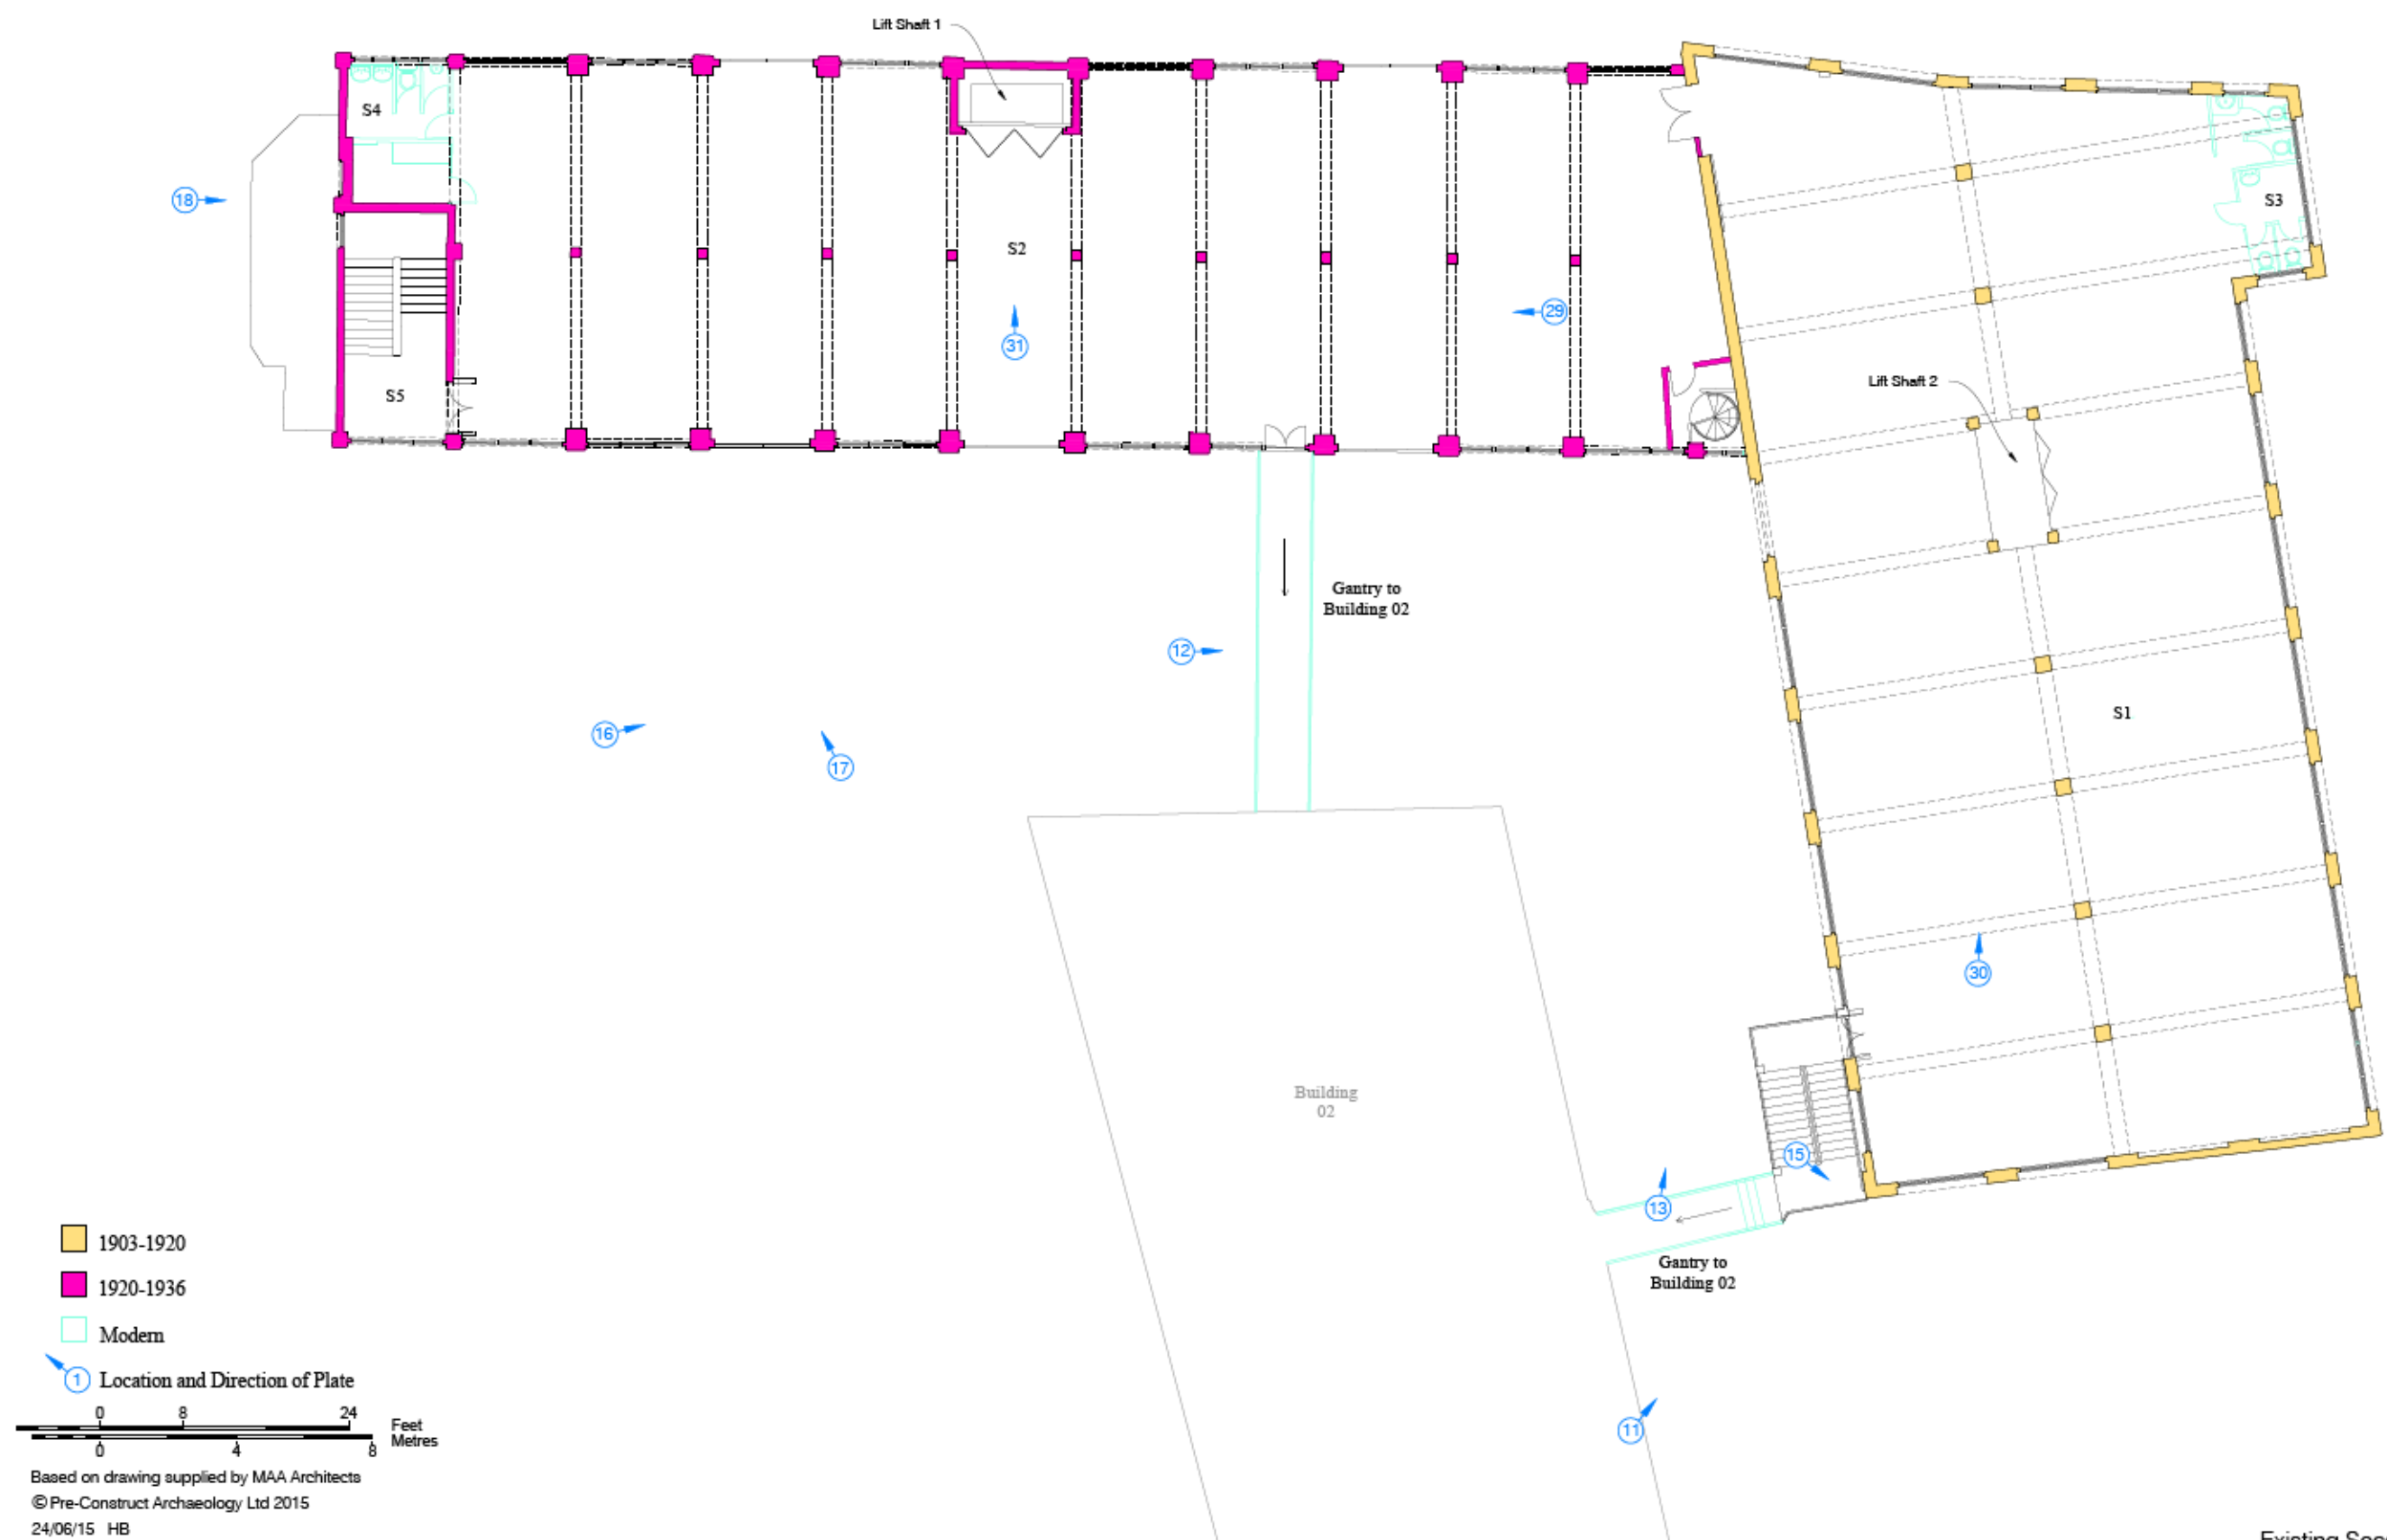 Lift Shaft 1
S4
18
S3
S2
29
31
Lift Shaft 2
S5
Gantry to
Building 02
12
S1
16
17
30
Building
02
15
13
Gantry to
Building 02
11
1903-1920
1920-1936
Modern
1 Location and Direction of Plate
0 8 24
Feet
Metres
0 4 8
Based on drawing supplied by MAA Architects
© Pre-Construct Archaeology Ltd 2015
24/06/15 HB
Existing